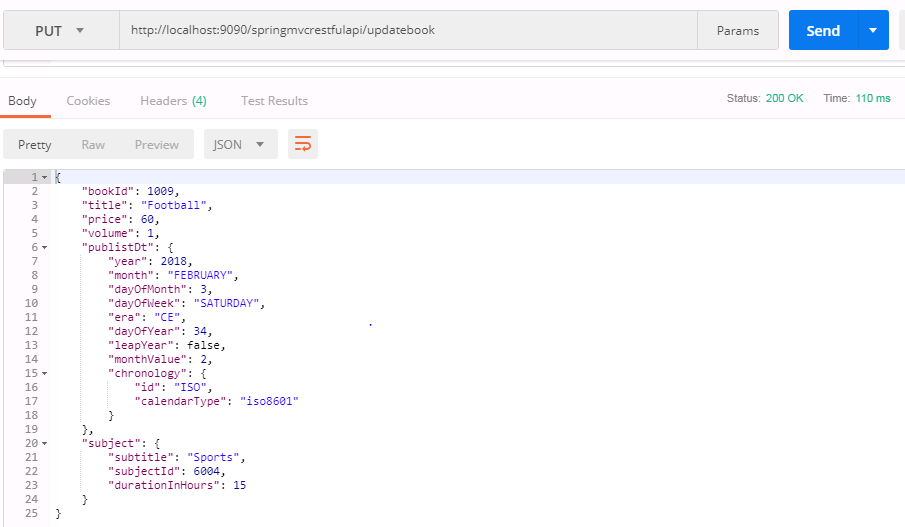 PUT http://localhost:9090/springmvcrestfulapi/updatebook Params Send
Body Cookies Headers (4) Test Results Status: 200 OK Time: 110 ms
Pretty Raw Preview JSON
1 {
2 "bookId": 1009,
3 "title": "Football",
4 "price": 60,
5 "volume": 1,
6 "publistDt": {
7 "year": 2018,
8 "month": "FEBRUARY",
9 "dayOfMonth": 3,
10 "dayOfWeek": "SATURDAY",
11 "era": "CE",
12 "dayOfYear": 34,
13 "leapYear": false,
14 "monthValue": 2,
15 "chronology": {
16 "id": "ISO",
17 "calendarType": "iso8601"
18 }
19 },
20 "subject": {
21 "subtitle": "Sports",
22 "subjectId": 6004,
23 "durationInHours": 15
24 }
25 }